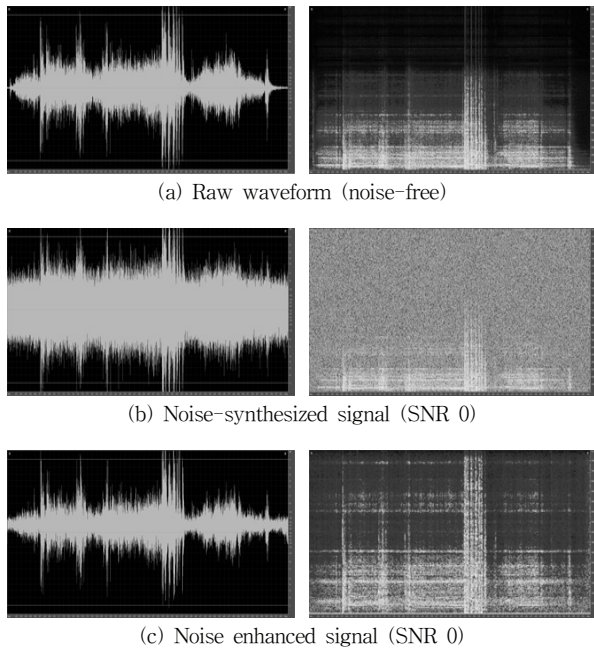 (a) Raw waveform (noise-free)
(b) Noise-synthesized signal (SNR 0)
(c) Noise enhanced signal (SNR 0)